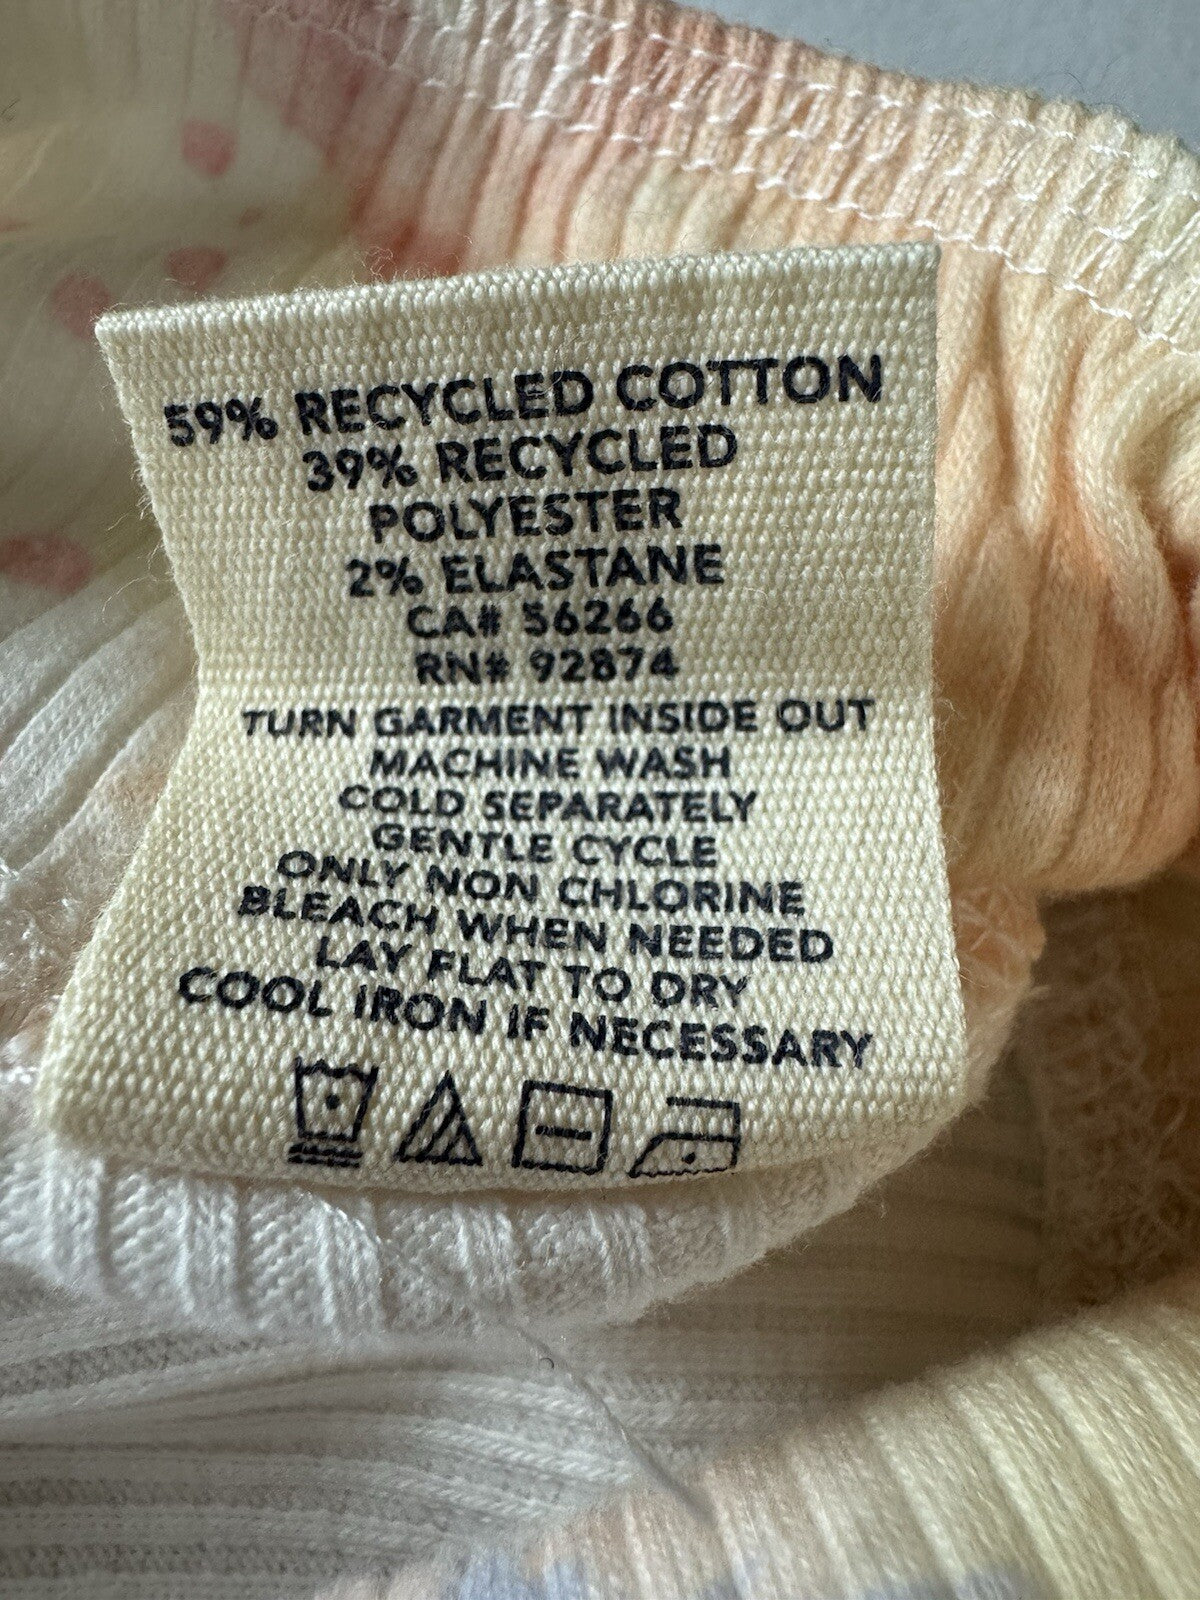 59% RECYCLED COTTON
39% RECYCLED
POLYESTER
2% ELASTANE
CA# 56266
RN# 92874
TURN GARMENT INSIDE OUT
MACHINE WASH
COLD SEPARATELY
GENTLE CYCLE
ONLY NON CHLORINE
BLEACH WHEN NEEDED
LAY FLAT TO DRY
COOL IRON IF NECESSARY